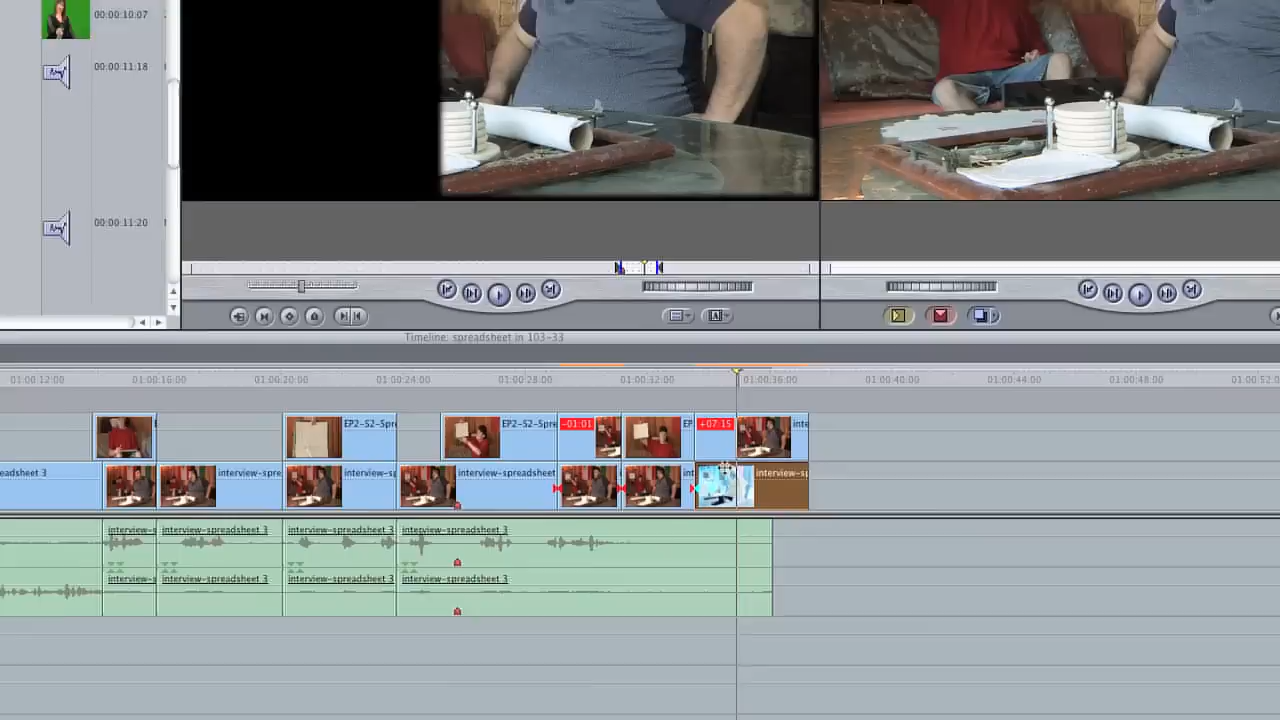 00:00:10:07
00:00:11:18
00:00:11:20
Timeline: spreadsheet in 103-33
01:00:12:00 01:00:16:00 01:00:20:00 01:00:24:00 01:00:28:00 01:00:32:00 01:00:36:00 01:00:40:00 01:00:44:00 01:00:48:00 01:00:52:0
EP2-S2-Spre EP2-S2-Spre -01:01 EP +07:15 inte
eadsheet 3 interview-spre interview-sp interview-spreadsheet int interview-sp
interview-s interview-spreadsheet 3 interview-spreadsheet 3 interview-spreadsheet 3
interview-s interview-spreadsheet 3 interview-spreadsheet 3 interview-spreadsheet 3